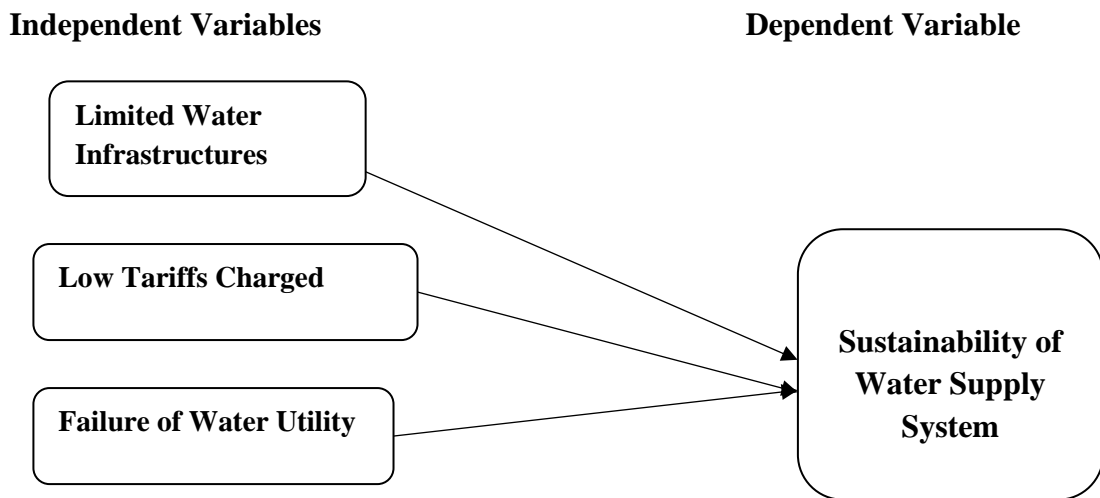 Independent Variables
Dependent Variable
Limited Water
Infrastructures
Low Tariffs Charged
Failure of Water Utility
Sustainability of
Water Supply
System